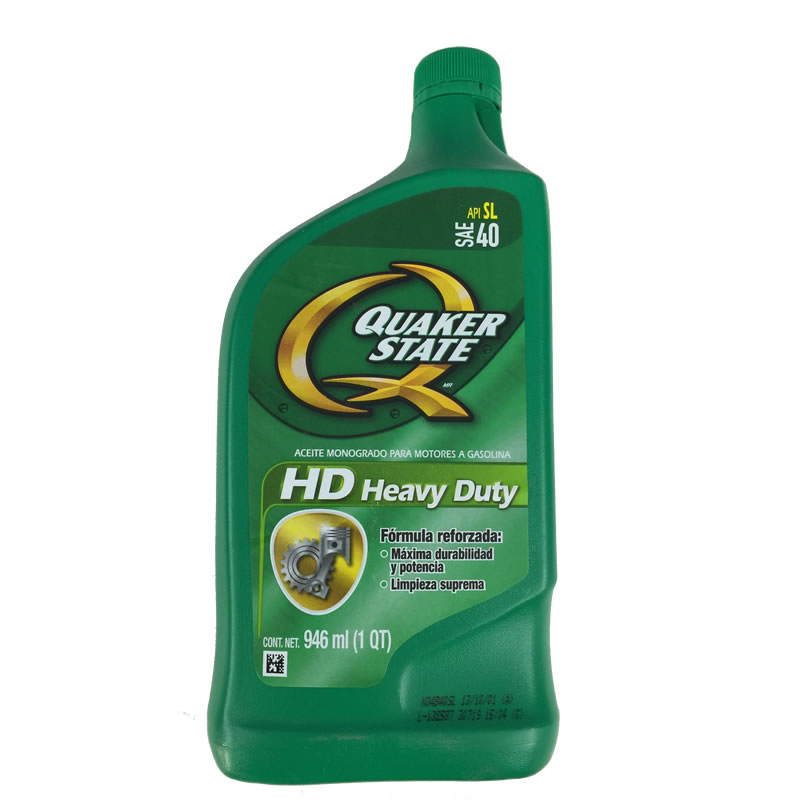 API SL
SAE 40
QUAKER
STATE
MR
ACEITE MONOGRADO PARA MOTORES A GASOLINA
HD Heavy Duty
Fórmula reforzada:
Máxima durabilidad
y potencia
Limpieza suprema
CONT. NET. 946 ml (1 QT)